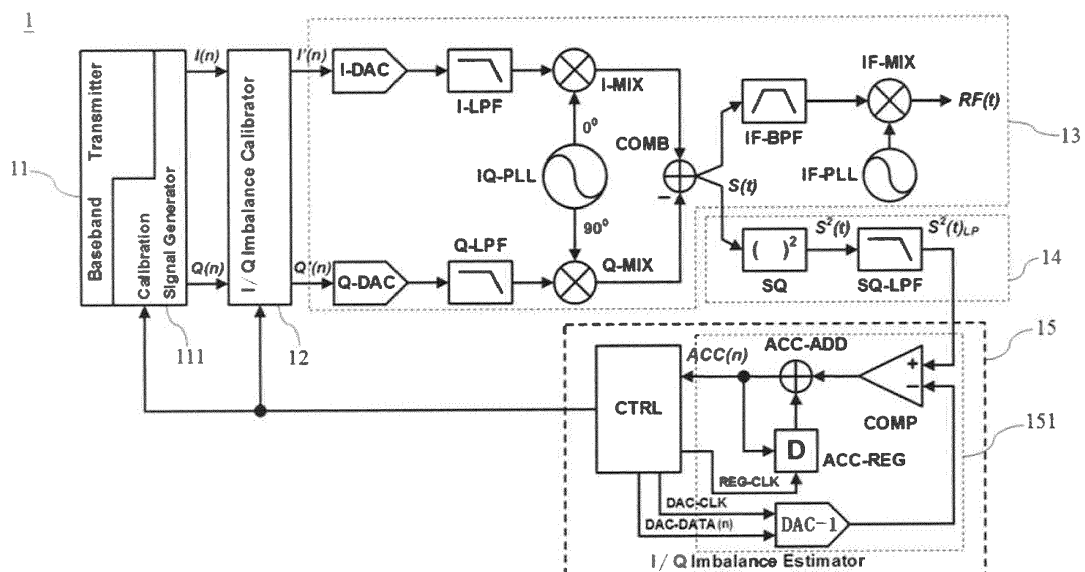 1
11
Baseband Transmitter
Calibration
Signal Generator
111
I(n)
Q(n)
I/Q Imbalance Calibrator
12
I'(n)
Q'(n)
I-DAC
I-LPF
I-MIX
0°
IQ-PLL
90°
Q-DAC
Q-LPF
Q-MIX
COMB
−
S(t)
IF-BPF
IF-MIX
RF(t)
IF-PLL
13
( )²
SQ
S²(t)
SQ-LPF
S²(t)LP
14
15
CTRL
ACC(n)
ACC-ADD
+
−
COMP
D
ACC-REG
151
REG-CLK
DAC-CLK
DAC-DATA(n)
DAC-1
I/Q Imbalance Estimator